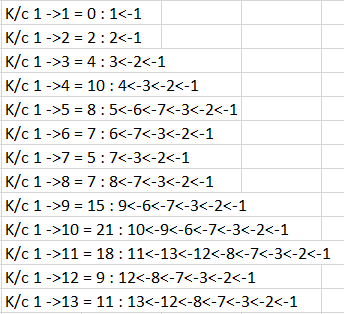 K/c 1 ->1 = 0 : 1<-1
K/c 1 ->2 = 2 : 2<-1
K/c 1 ->3 = 4 : 3<-2<-1
K/c 1 ->4 = 10 : 4<-3<-2<-1
K/c 1 ->5 = 8 : 5<-6<-7<-3<-2<-1
K/c 1 ->6 = 7 : 6<-7<-3<-2<-1
K/c 1 ->7 = 5 : 7<-3<-2<-1
K/c 1 ->8 = 7 : 8<-7<-3<-2<-1
K/c 1 ->9 = 15 : 9<-6<-7<-3<-2<-1
K/c 1 ->10 = 21 : 10<-9<-6<-7<-3<-2<-1
K/c 1 ->11 = 18 : 11<-13<-12<-8<-7<-3<-2<-1
K/c 1 ->12 = 9 : 12<-8<-7<-3<-2<-1
K/c 1 ->13 = 11 : 13<-12<-8<-7<-3<-2<-1